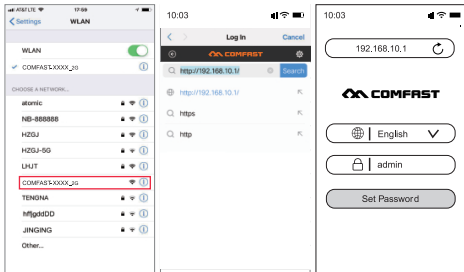 AT&T LTE 17:59
Settings WLAN
WLAN
COMFAST-XXXX_2G
CHOOSE A NETWORK...
atomic
NB-888888
HZGJ
HZGJ-5G
LHJT
COMFAST-XXXX_2G
TENGNA
hffjgddDD
JINGING
Other...
10:03
Log In Cancel
COMFAST
http://192.168.10.1/ Search
http://192.168.10.1/
https
http
10:03
192.168.10.1
COMFAST
English
admin
Set Password